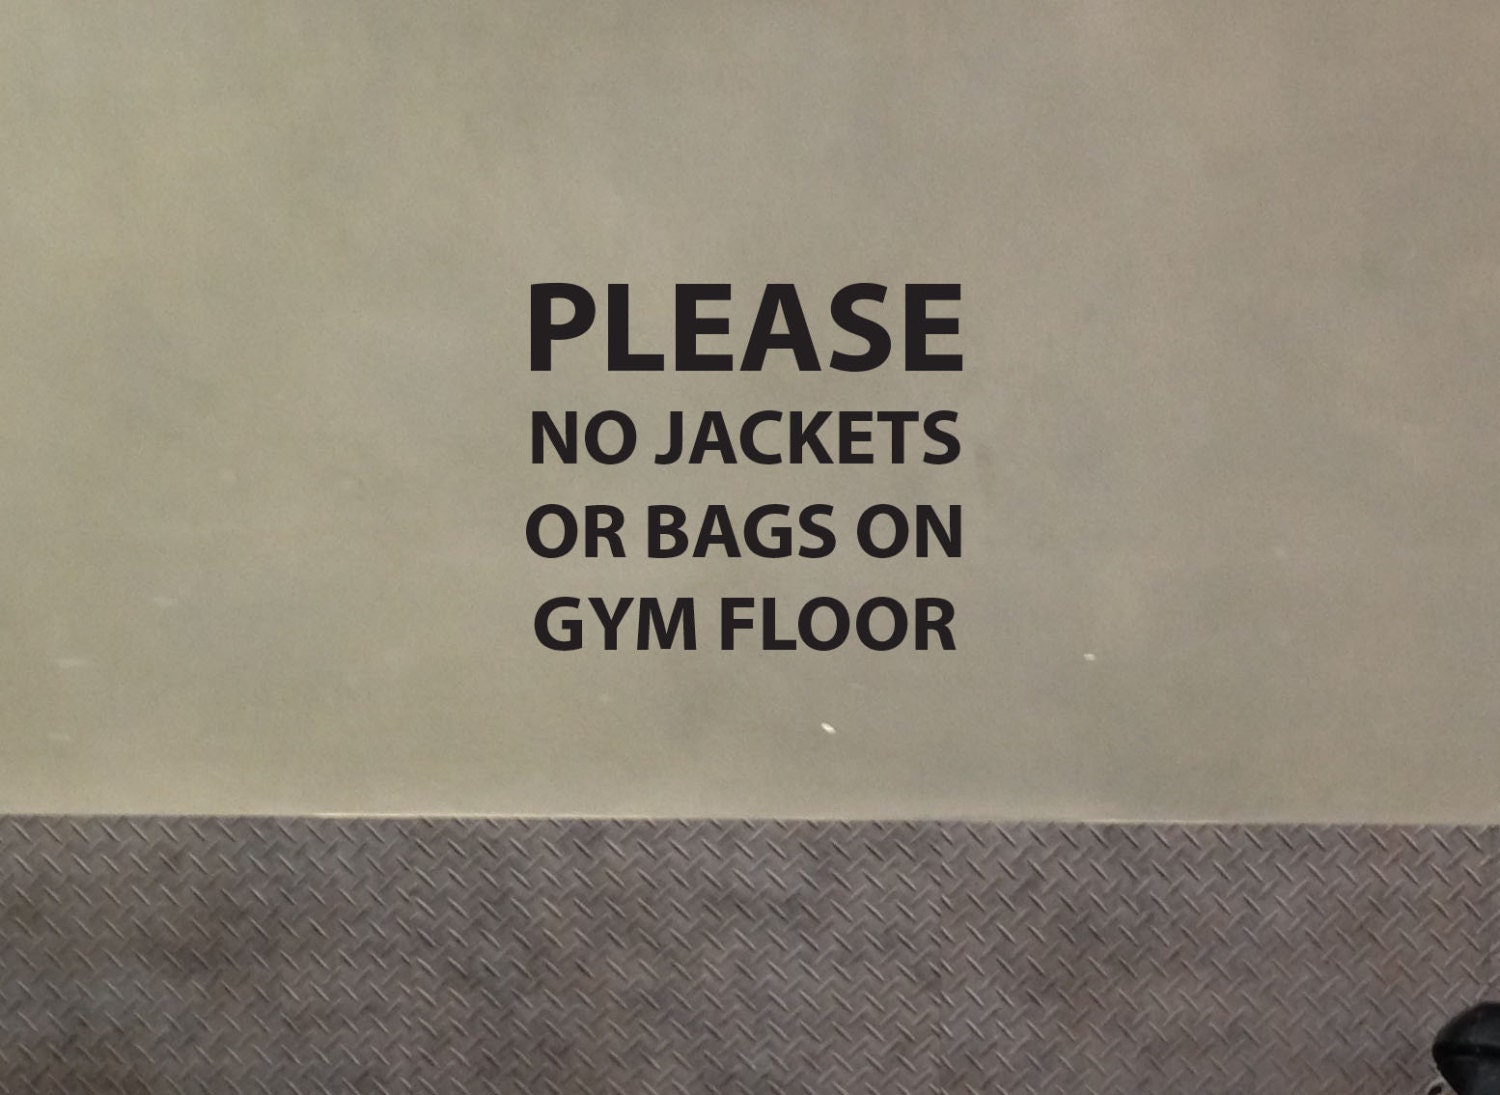 PLEASE
NO JACKETS
OR BAGS ON
GYM FLOOR